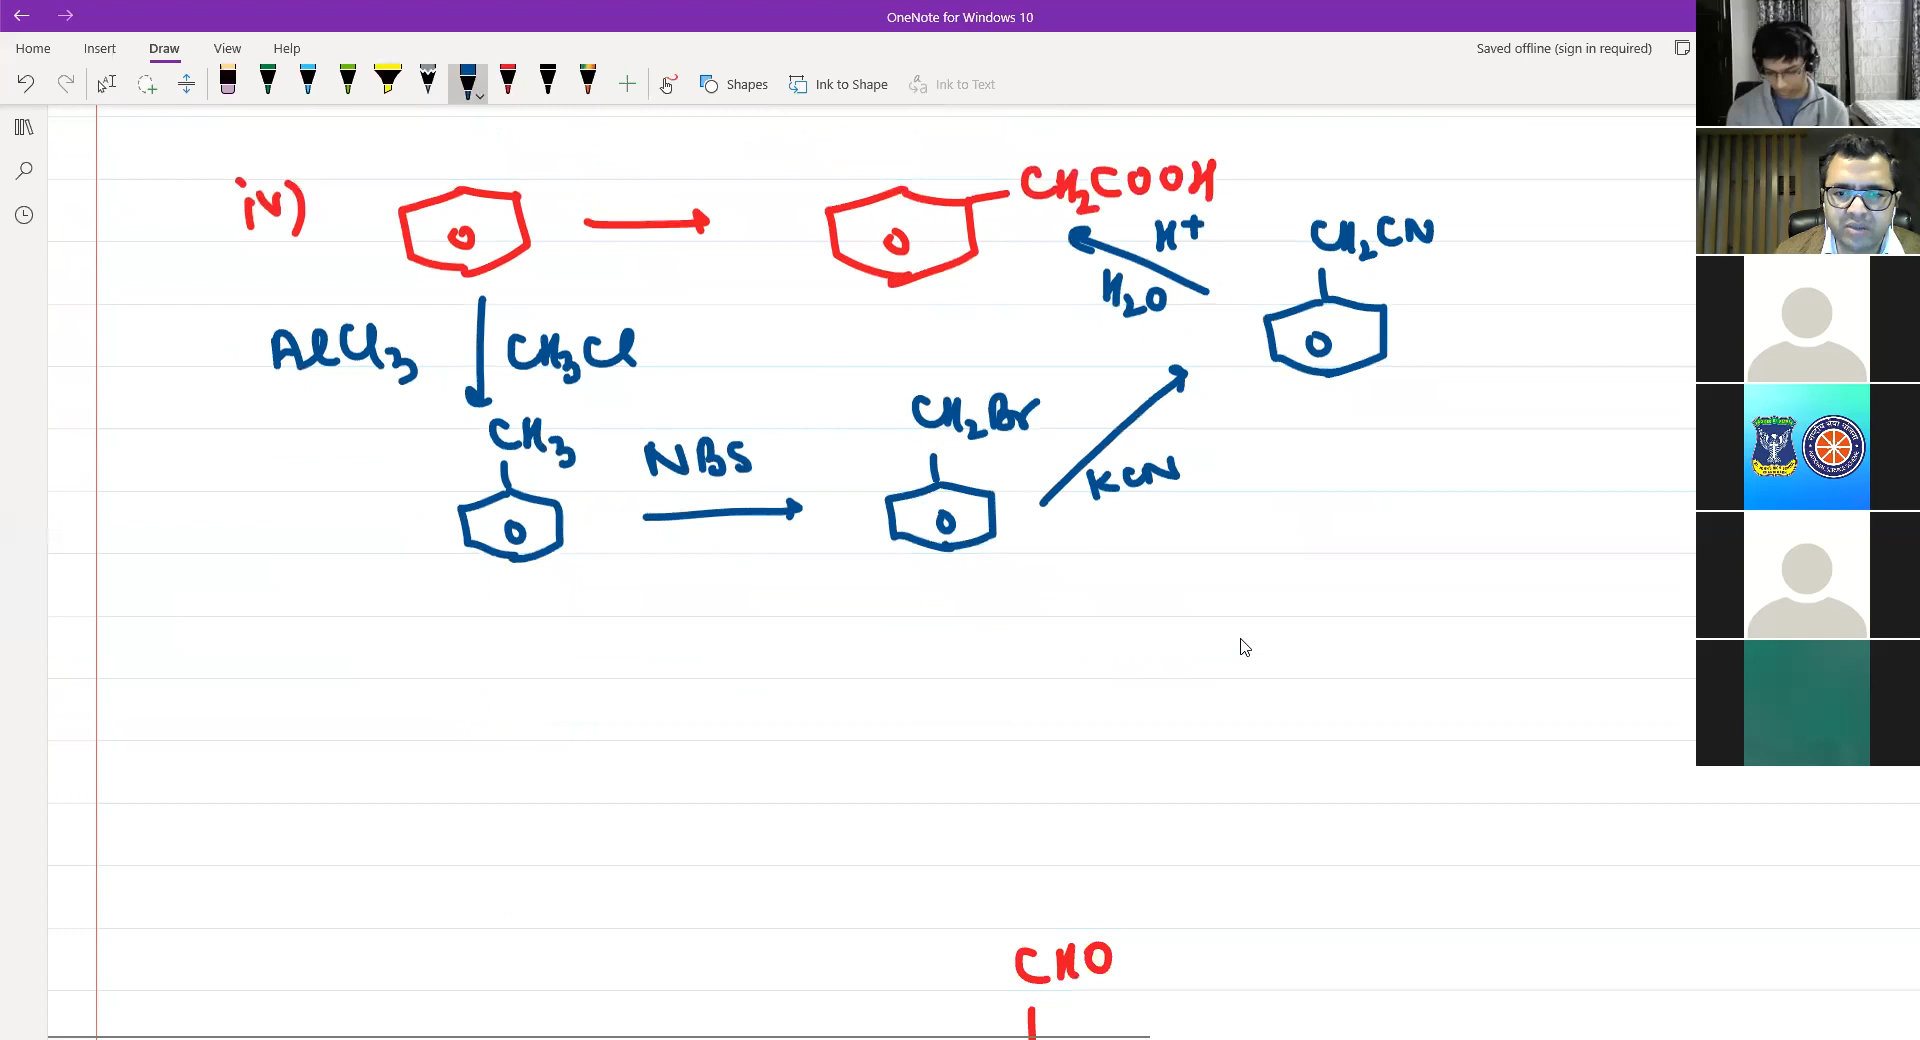 OneNote for Windows 10
Home Insert Draw View Help
Saved offline (sign in required)
Shapes Ink to Shape Ink to Text
iv)
CH₂COOH
H+
H₂O
CH₂CN
AlCl₃
CH₃Cl
CH₃
NBS
CH₂Br
KCN
CHO